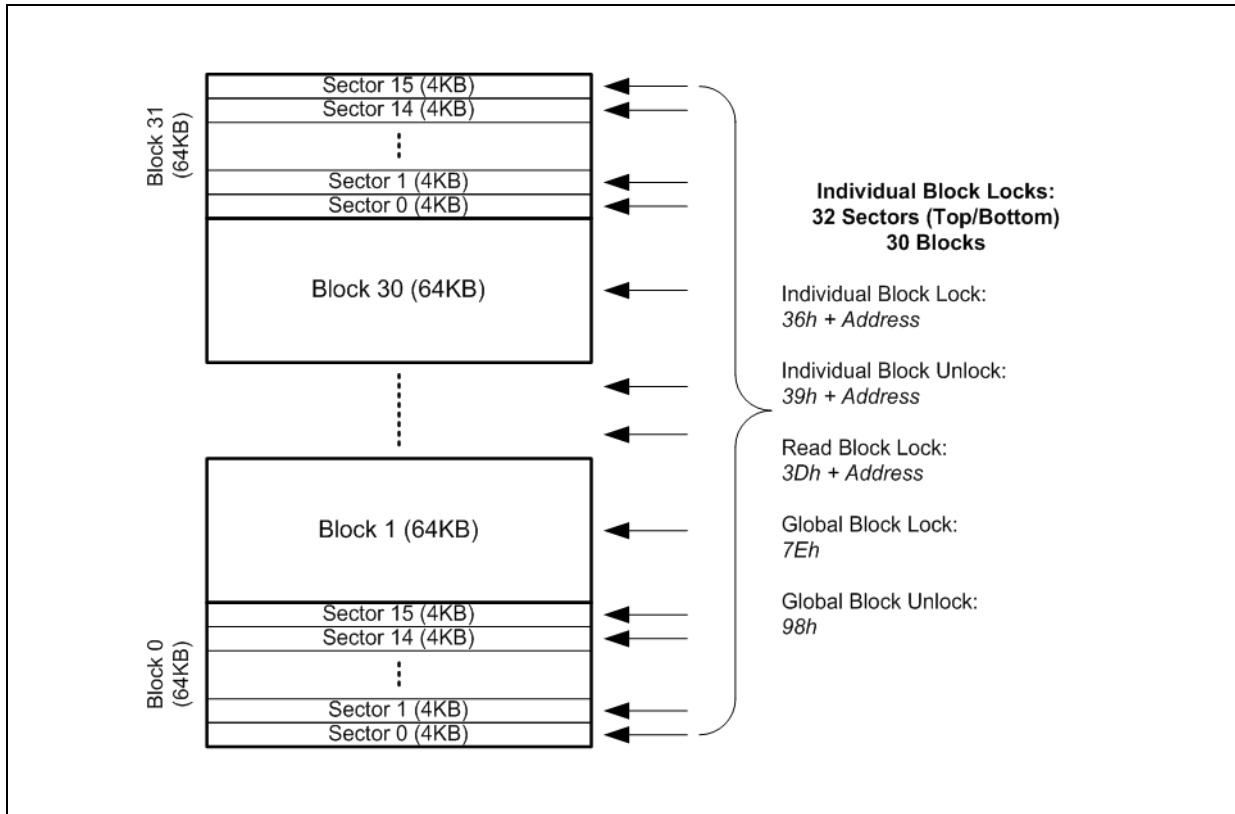 Block 31
(64KB)
Sector 15 (4KB)
Sector 14 (4KB)
Sector 1 (4KB)
Sector 0 (4KB)
Block 30 (64KB)
Block 1 (64KB)
Block 0
(64KB)
Sector 15 (4KB)
Sector 14 (4KB)
Sector 1 (4KB)
Sector 0 (4KB)
Individual Block Locks:
32 Sectors (Top/Bottom)
30 Blocks
Individual Block Lock:
36h + Address
Individual Block Unlock:
39h + Address
Read Block Lock:
3Dh + Address
Global Block Lock:
7Eh
Global Block Unlock:
98h